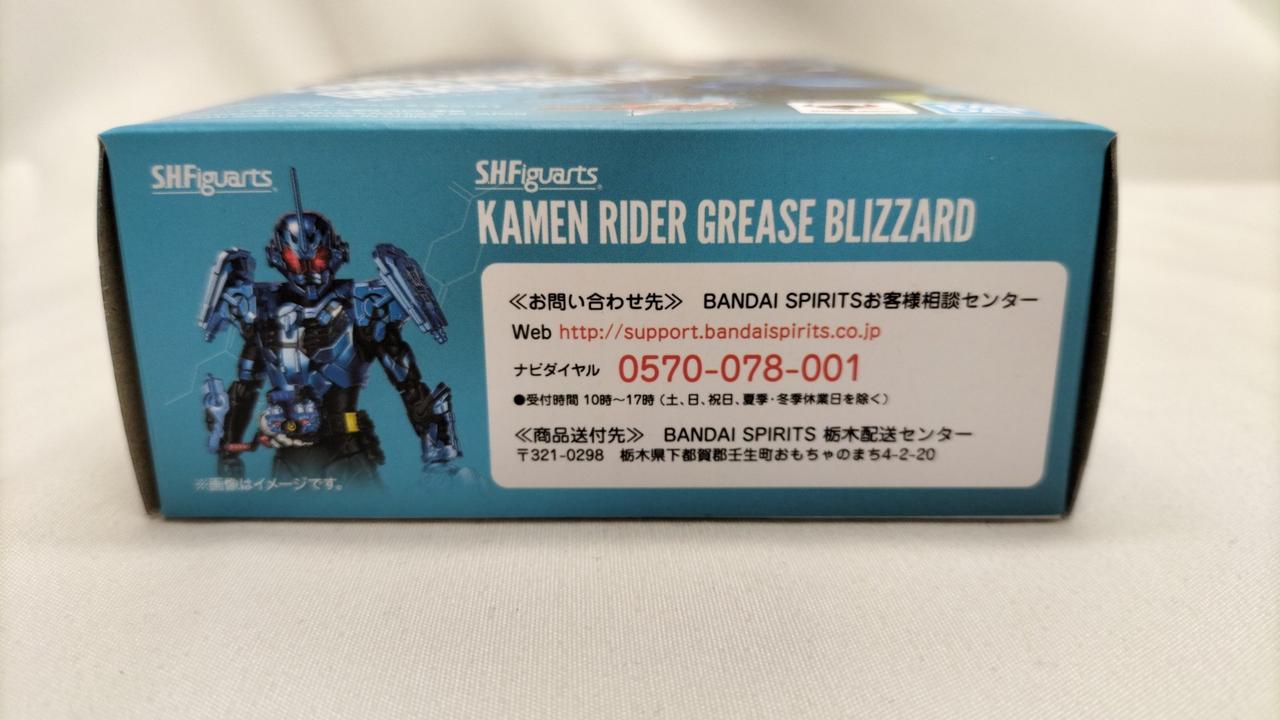 S.H.Figuarts
S.H.Figuarts
KAMEN RIDER GREASE BLIZZARD
≪お問い合わせ先≫ BANDAI SPIRITSお客様相談センター
Web http://support.bandaispirits.co.jp
ナビダイヤル 0570-078-001
●受付時間 10時～17時（土、日、祝日、夏季・冬季休業日を除く）
≪商品送付先≫ BANDAI SPIRITS 栃木配送センター
〒321-0298 栃木県下都賀郡壬生町おもちゃのまち4-2-20
※画像はイメージです。